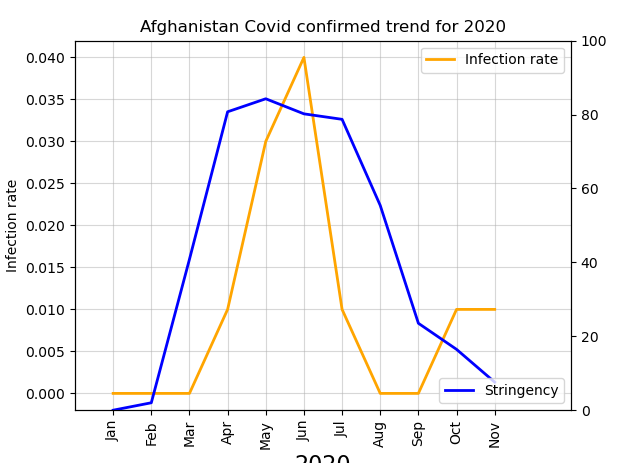 Afghanistan Covid confirmed trend for 2020
Infection rate
0.040
0.035
0.030
0.025
0.020
0.015
0.010
0.005
0.000
Infection rate
100
80
60
40
20
0
Stringency
Jan
Feb
Mar
Apr
May
Jun
Jul
Aug
Sep
Oct
Nov
2020